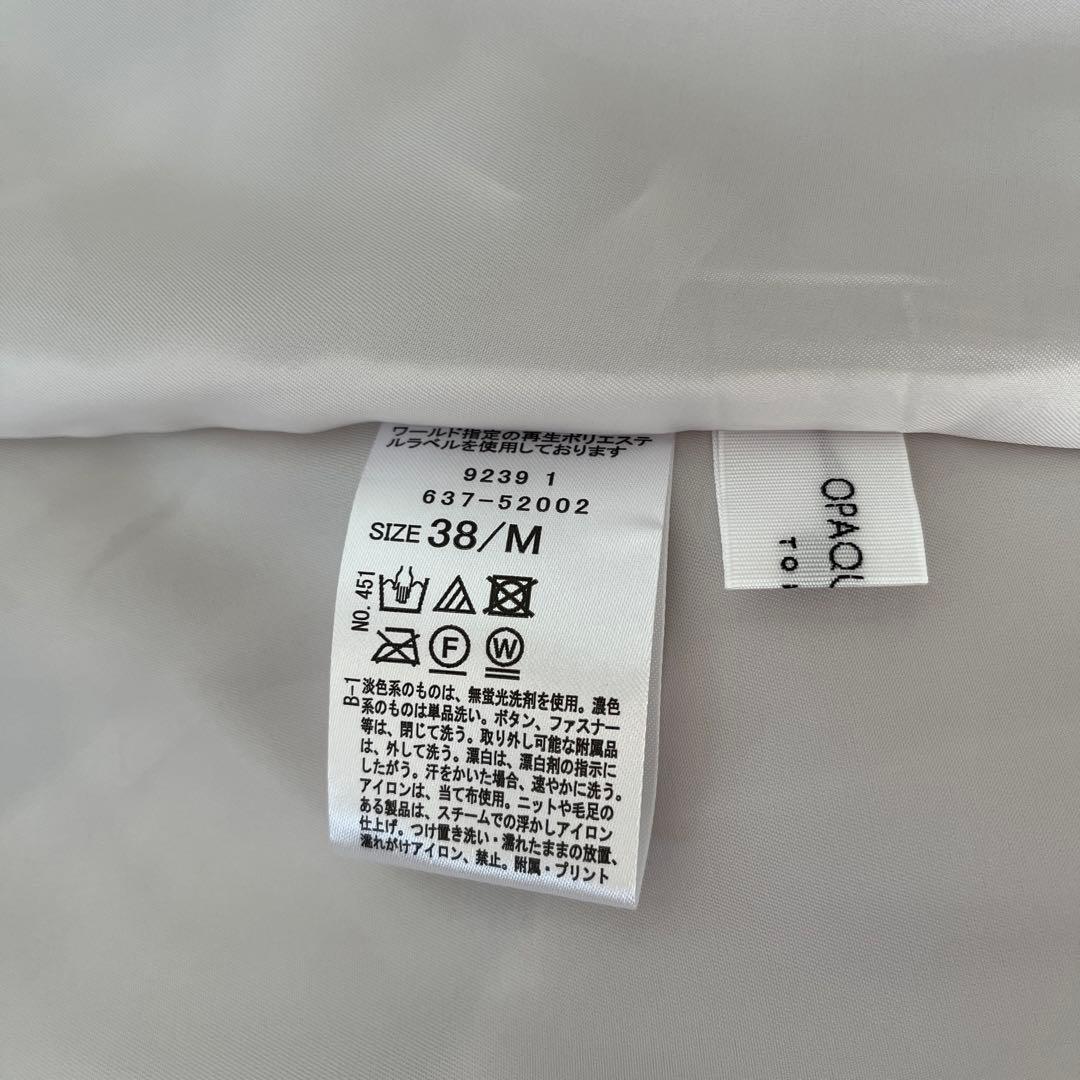 ワールド指定の再生ポリエステ
ルラベルを使用しております
9239 1
637-52002
SIZE 38/M
NO. 451
F
W
B-1
淡色系のものは、無蛍光洗剤を使用。濃色
系のものは単品洗い。ボタン、ファスナー
等は、閉じて洗う。取り外し可能な附属品
は、外して洗う。漂白は、漂白剤の指示に
したがう。汗をかいた場合、速やかに洗う。
アイロンは、当て布使用。ニットや毛足の
ある製品は、スチームでの浮かしアイロン
仕上げ。つけ置き洗い・濡れたままの放置、
濡れがけアイロン、禁止。附属・プリント
OPAQU
TO